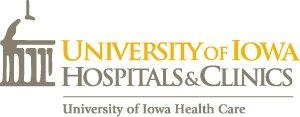 UNIVERSITY OF IOWA
HOSPITALS&CLINICS
University of Iowa Health Care